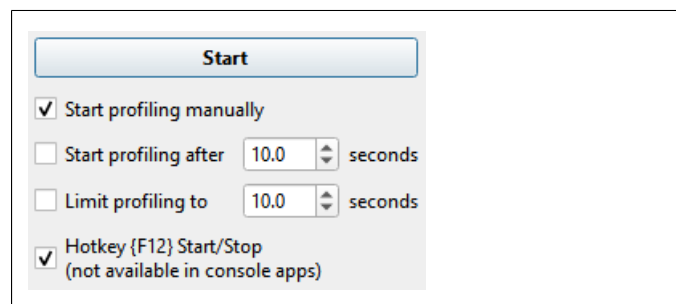 Start
Start profiling manually
Start profiling after 10.0 seconds
Limit profiling to 10.0 seconds
Hotkey {F12} Start/Stop
(not available in console apps)